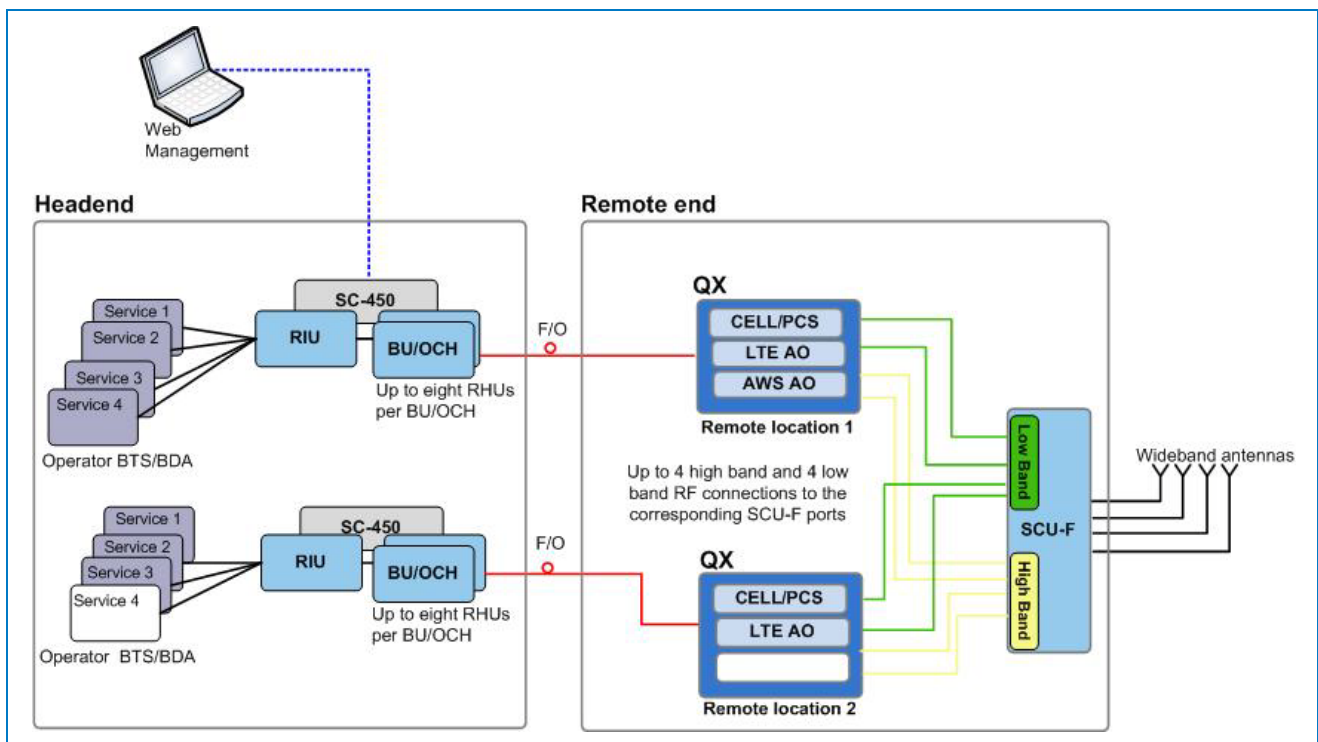 Web
Management
Headend
Remote end
Service 1
Service 2
Service 3
Service 4
Operator BTS/BDA
SC-450
RIU
BU/OCH
Up to eight RHUs
per BU/OCH
F/O
QX
CELL/PCS
LTE AO
AWS AO
Remote location 1
Up to 4 high band and 4 low
band RF connections to the
corresponding SCU-F ports
Low Band
SCU-F
High Band
Wideband antennas
Service 1
Service 2
Service 3
Service 4
Operator BTS/BDA
SC-450
RIU
BU/OCH
Up to eight RHUs
per BU/OCH
F/O
QX
CELL/PCS
LTE AO
Remote location 2